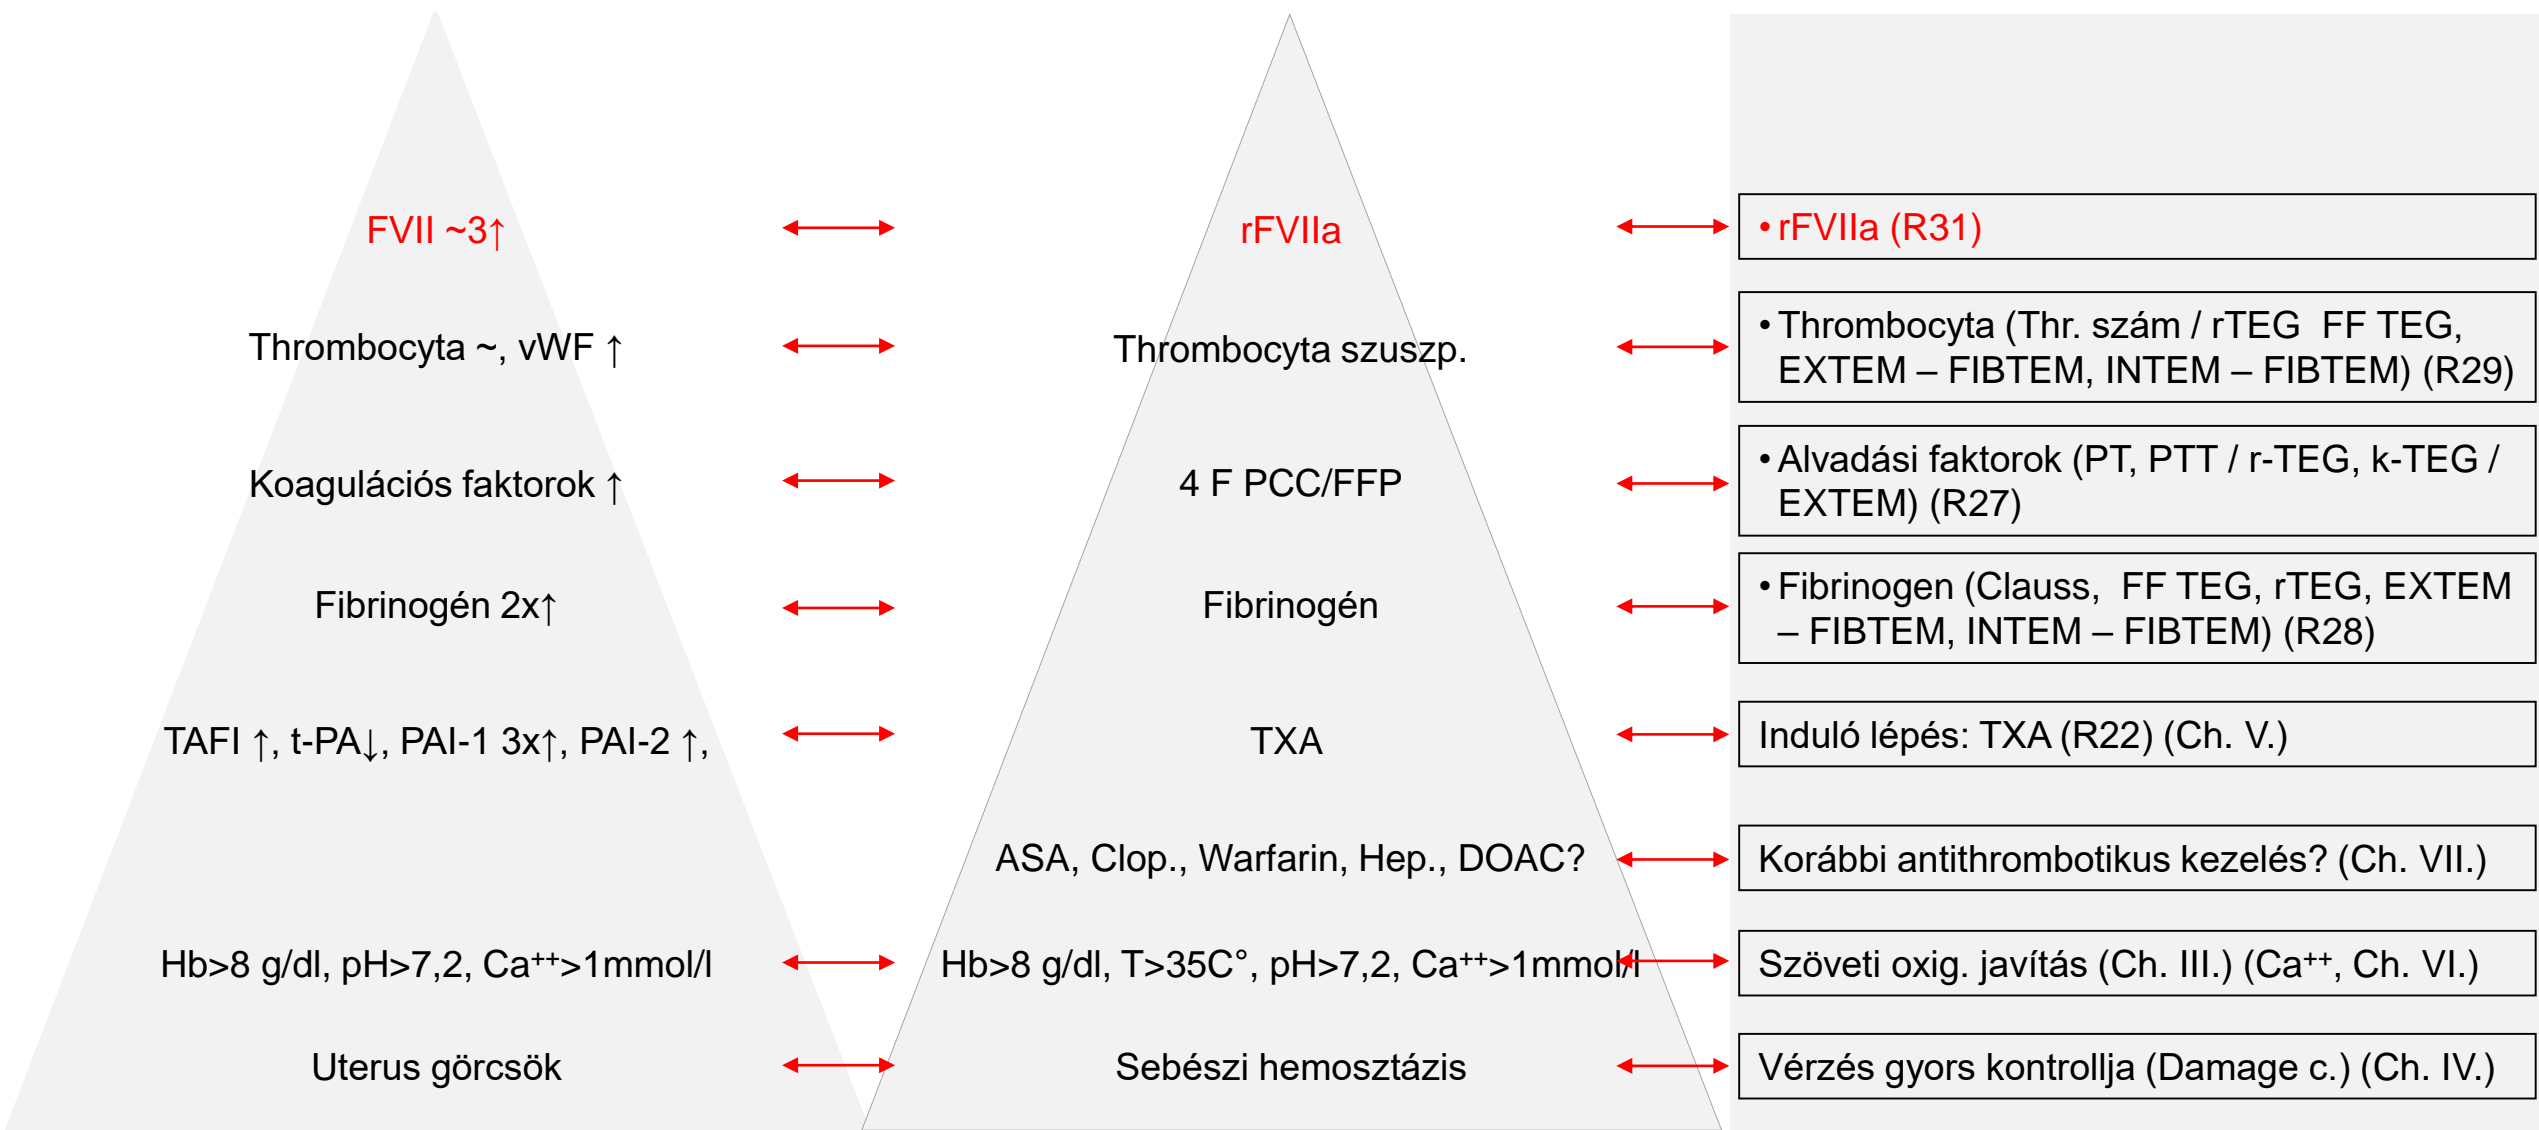 FVII ~3↑
rFVIIa
• rFVIIa (R31)
Thrombocyta ~, vWF ↑
Thrombocyta szuszp.
• Thrombocyta (Thr. szám / rTEG  FF TEG,
EXTEM – FIBTEM, INTEM – FIBTEM) (R29)
Koagulációs faktorok ↑
4 F PCC/FFP
• Alvadási faktorok (PT, PTT / r-TEG, k-TEG /
EXTEM) (R27)
Fibrinogén 2x↑
Fibrinogén
• Fibrinogen (Clauss,  FF TEG, rTEG, EXTEM
– FIBTEM, INTEM – FIBTEM) (R28)
TAFI ↑, t-PA↓, PAI-1 3x↑, PAI-2 ↑,
TXA
Induló lépés: TXA (R22) (Ch. V.)
ASA, Clop., Warfarin, Hep., DOAC?
Korábbi antithrombotikus kezelés? (Ch. VII.)
Hb>8 g/dl, pH>7,2, Ca⁺⁺>1mmol/l
Hb>8 g/dl, T>35C°, pH>7,2, Ca⁺⁺>1mmol/l
Szöveti oxig. javítás (Ch. III.) (Ca⁺⁺, Ch. VI.)
Uterus görcsök
Sebészi hemosztázis
Vérzés gyors kontrollja (Damage c.) (Ch. IV.)